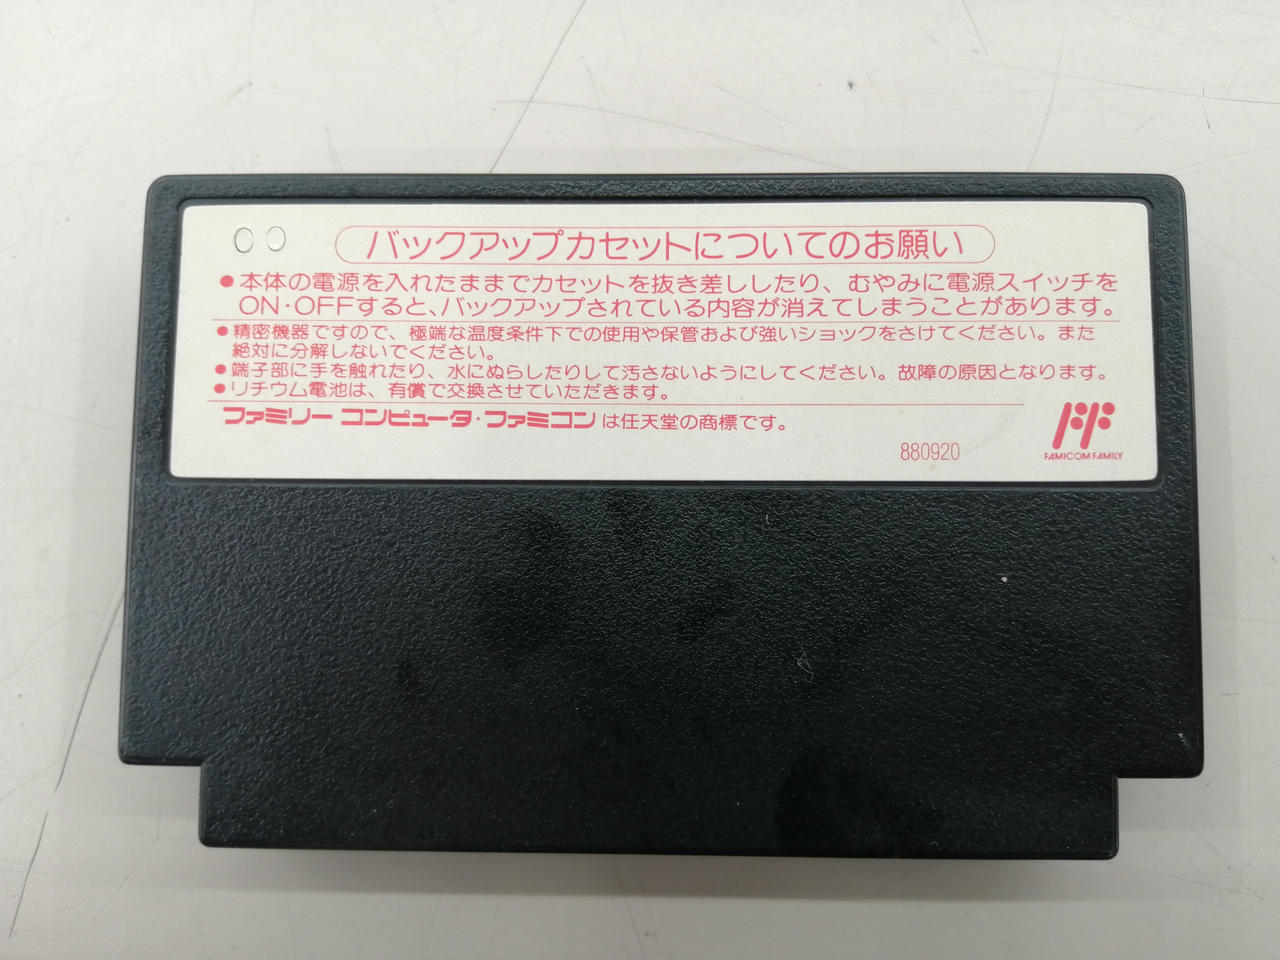 00
バックアップカセットについてのお願い
●本体の電源を入れたままでカセットを抜き差ししたり、むやみに電源スイッチを
ON・OFFすると、バックアップされている内容が消えてしまうことがあります。
●精密機器ですので、極端な温度条件下での使用や保管および強いショックをさけてください。また
絶対に分解しないでください。
●端子部に手を触れたり、水にぬらしたりして汚さないようにしてください。故障の原因となります。
●リチウム電池は、有償で交換させていただきます。
ファミリー コンピュータ・ファミコン は任天堂の商標です。
880920
FAMICOM FAMILY